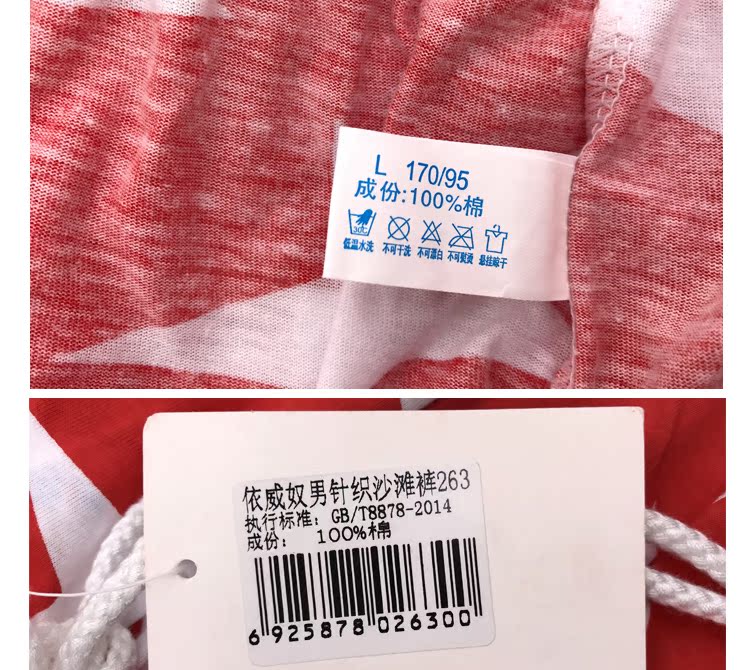 L 170/95
成份:100%棉
30℃
低温水洗 不可干洗 不可漂白 不可熨烫 悬挂晾干
依威奴男针织沙滩裤263
执行标准: GB/T8878-2014
成份: 100%棉
6 925878 026300